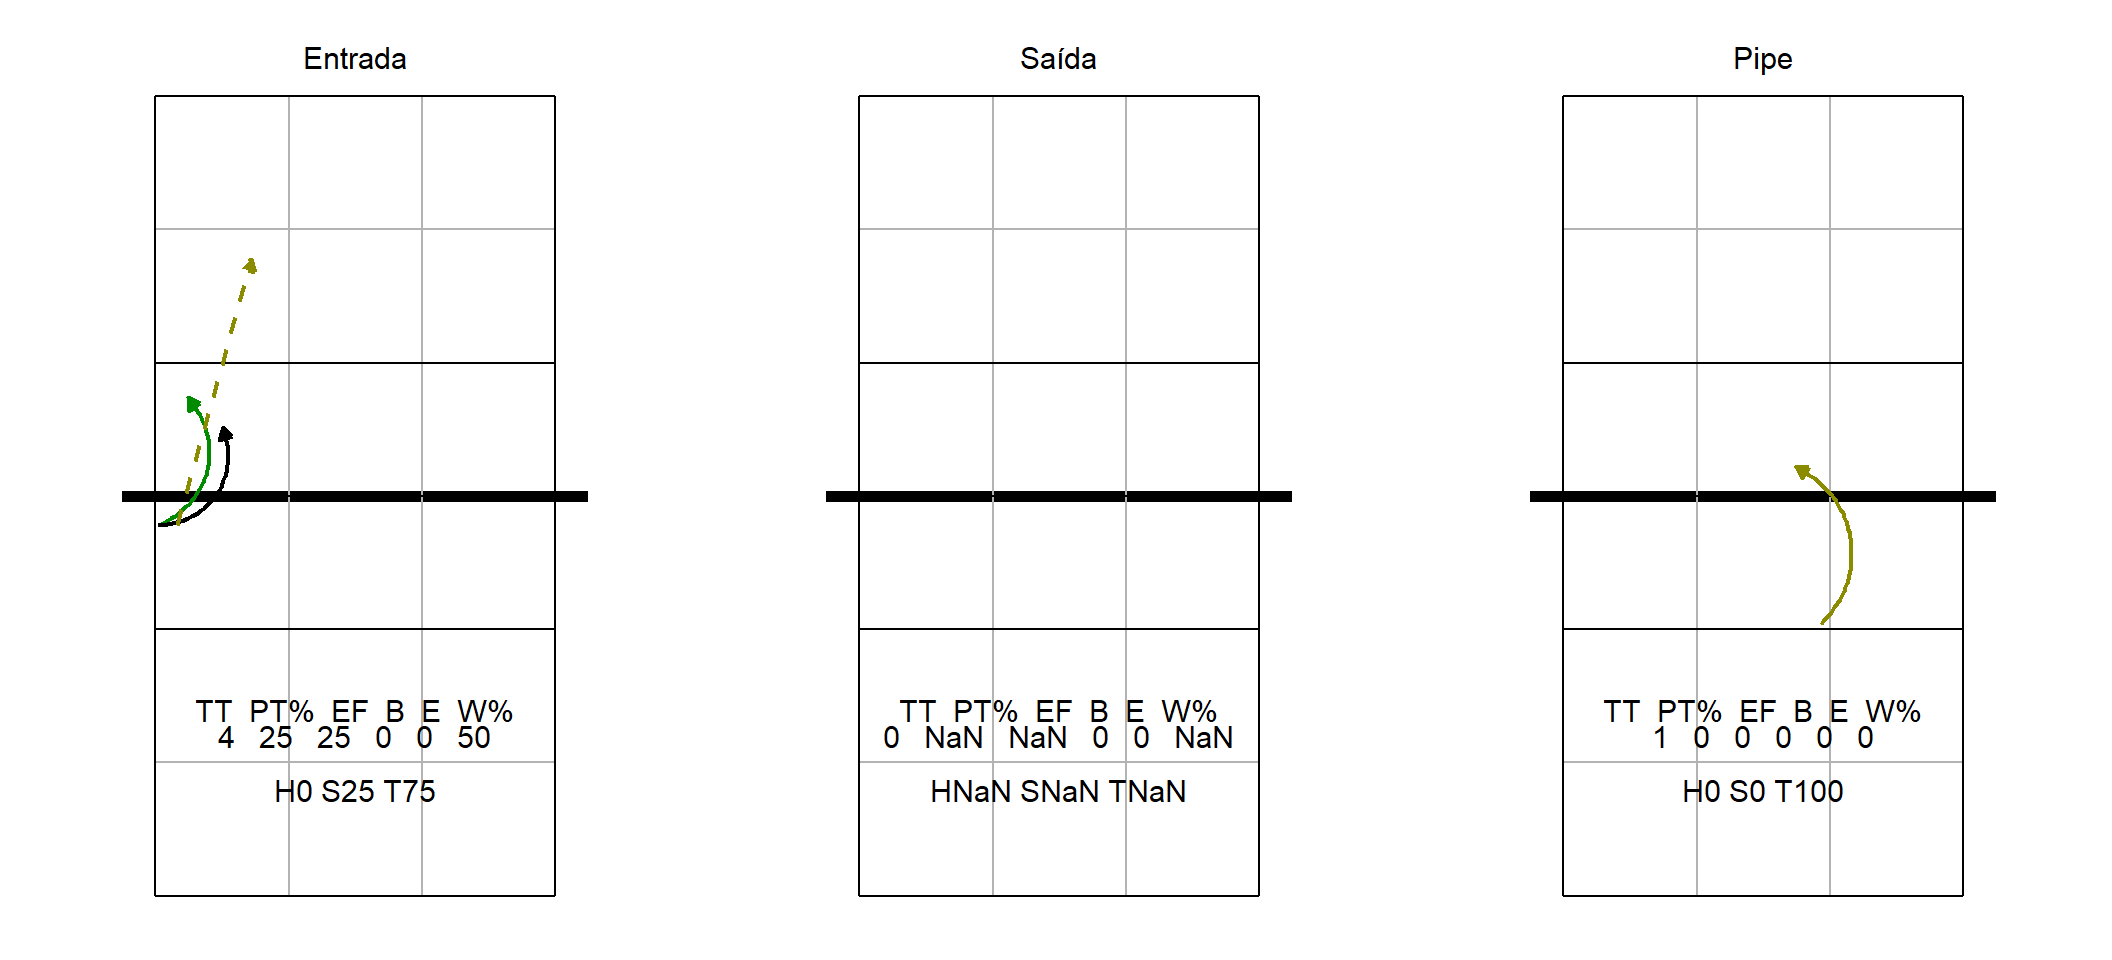 Entrada
TT PT% EF B E W%
4 25 25 0 0 50
H0 S25 T75
Saída
TT PT% EF B E W%
0 NaN NaN 0 0 NaN
HNaN SNaN TNaN
Pipe
TT PT% EF B E W%
1 0 0 0 0 0
H0 S0 T100